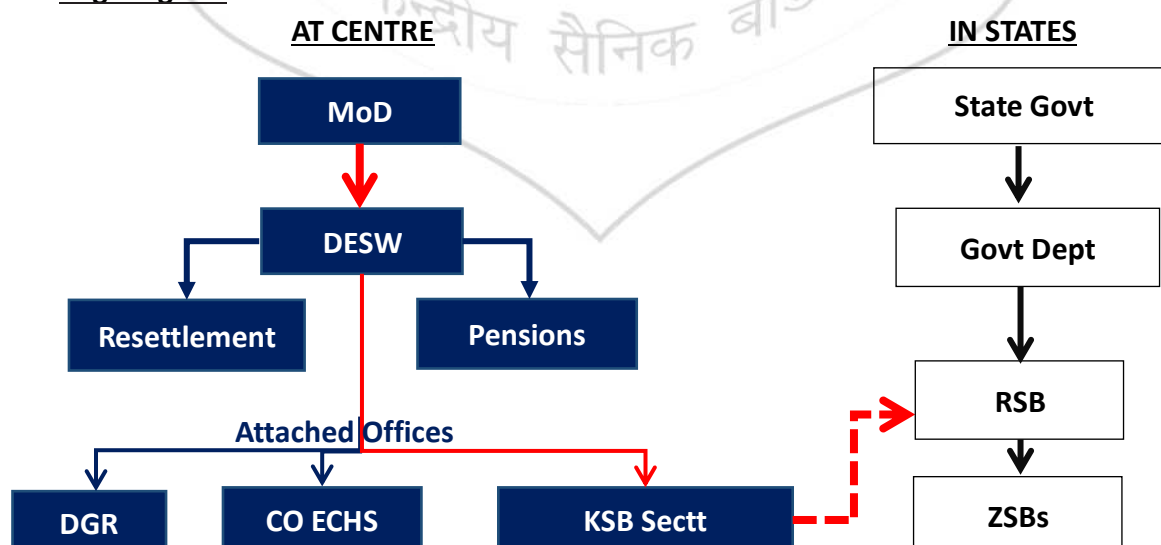 केन्द्रीय सैनिक बोर्ड
AT CENTRE
IN STATES
MoD
State Govt
DESW
Govt Dept
Resettlement
Pensions
RSB
Attached Offices
DGR
CO ECHS
KSB Sectt
ZSBs